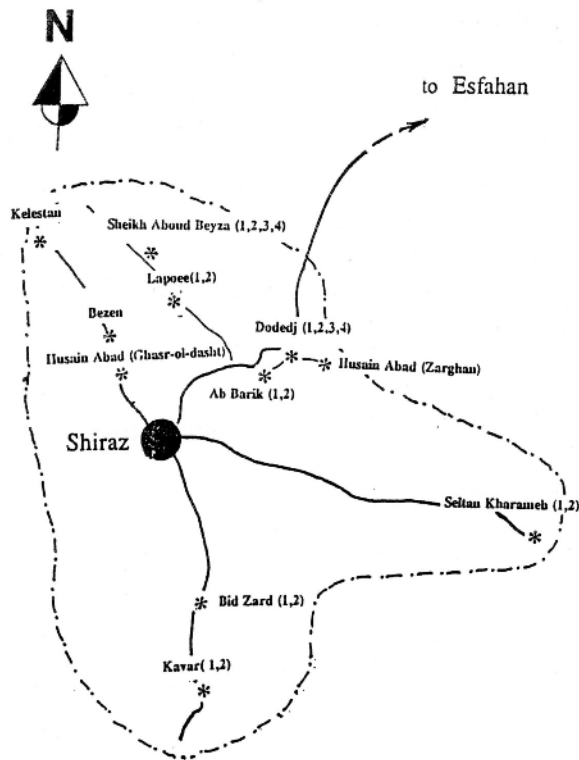 N
to Esfahan
Kelestan
Sheikh Aboud Beyza (1,2,3,4)
Lapoee(1,2)
Bezen
Dodedj (1,2,3,4)
Husain Abad (Ghasr-ol-dasht)
Husain Abad (Zarghan)
Ab Barik (1,2)
Shiraz
Seltan Kharameh (1,2)
Bid Zard (1,2)
Kavar( 1,2)